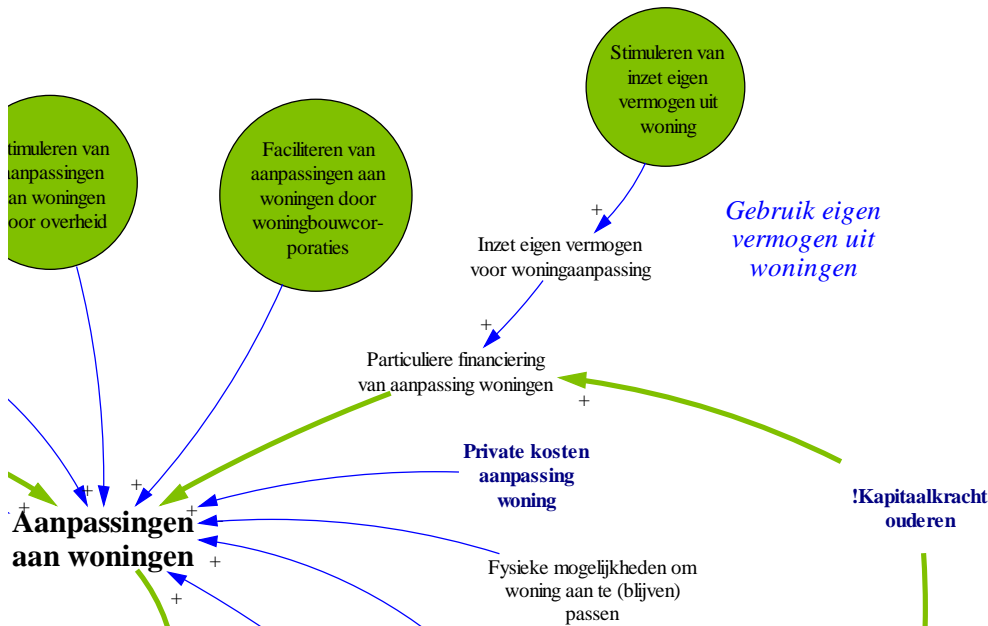 Stimuleren van
inzet eigen
vermogen uit
woning
timuleren van
aanpassingen
an woningen
oor overheid
Faciliteren van
aanpassingen aan
woningen door
woningbouwcor-
poraties
+
Inzet eigen vermogen
voor woningaanpassing
Gebruik eigen
vermogen uit
woningen
+
Particuliere financiering
van aanpassing woningen
+
Private kosten
aanpassing
woning
!Kapitaalkracht
ouderen
+
+
+
+
Aanpassingen
aan woningen
+
+
Fysieke mogelijkheden om
woning aan te (blijven)
passen